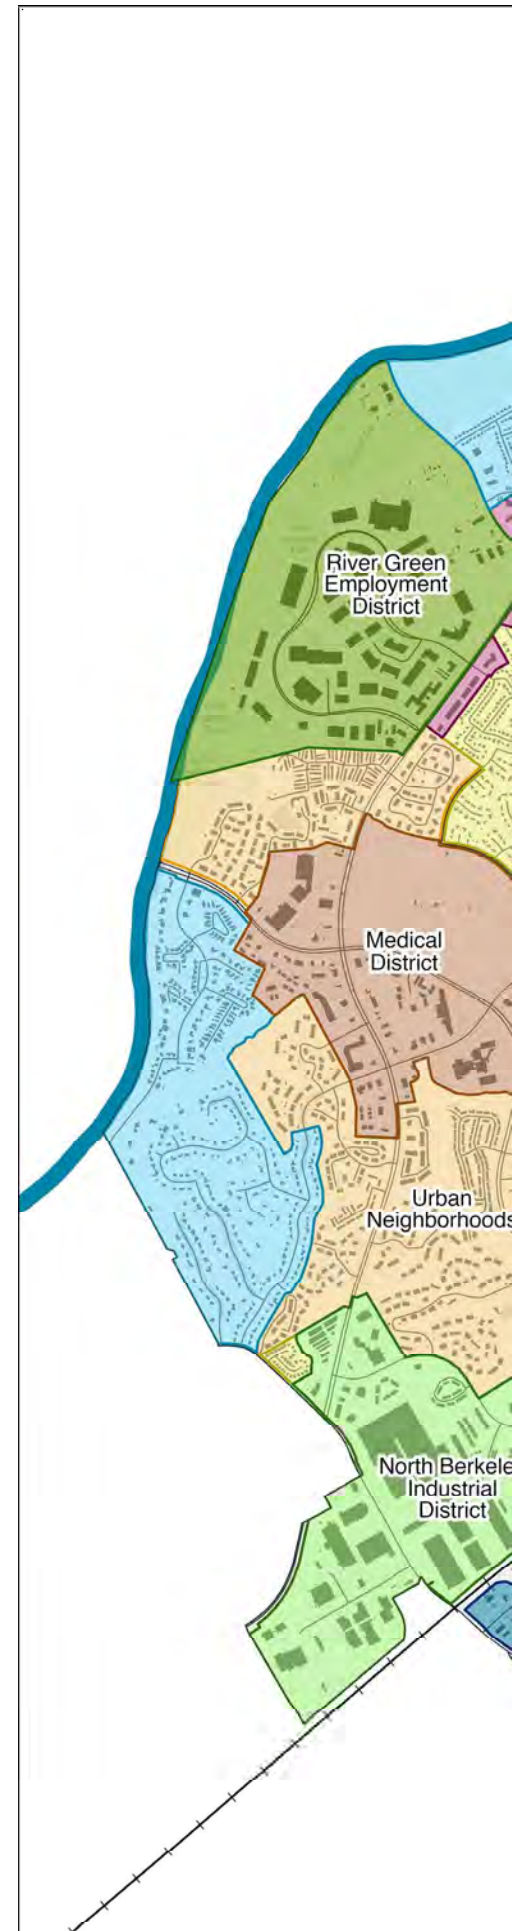 River Green
Employment
District
Medical
District
Urban
Neighborhoods
North Berkele
Industrial
District